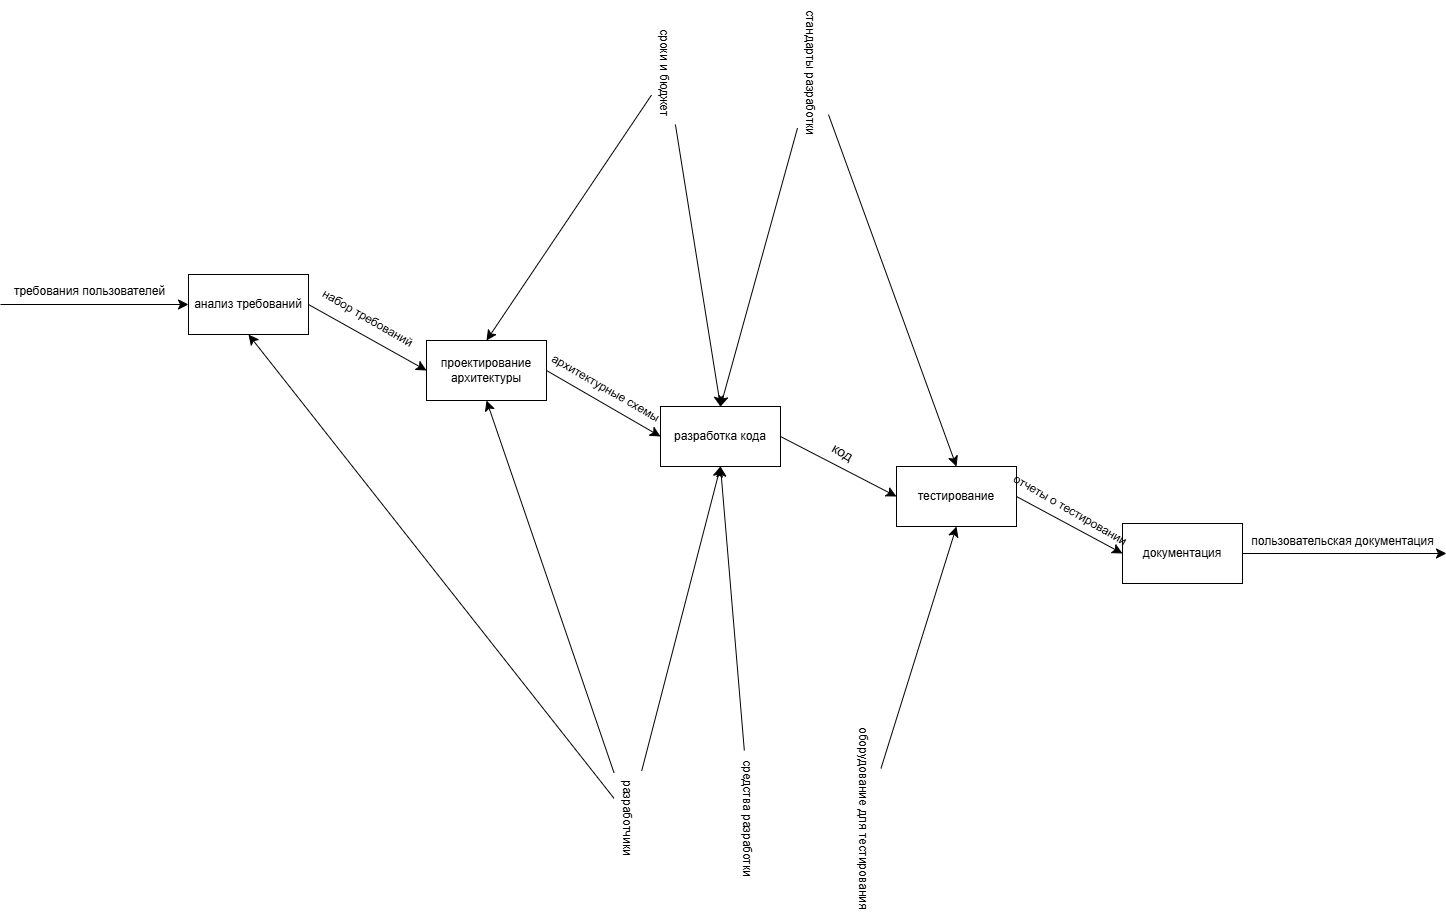 стандарты разработки
сроки и бюджет
требования пользователей
анализ требований
набор требований
проектирование
архитектуры
архитектурные схемы
разработка кода
код
тестирование
отчеты о тестировании
документация
пользовательская документация
разработчики
средства разработки
оборудование для тестирования